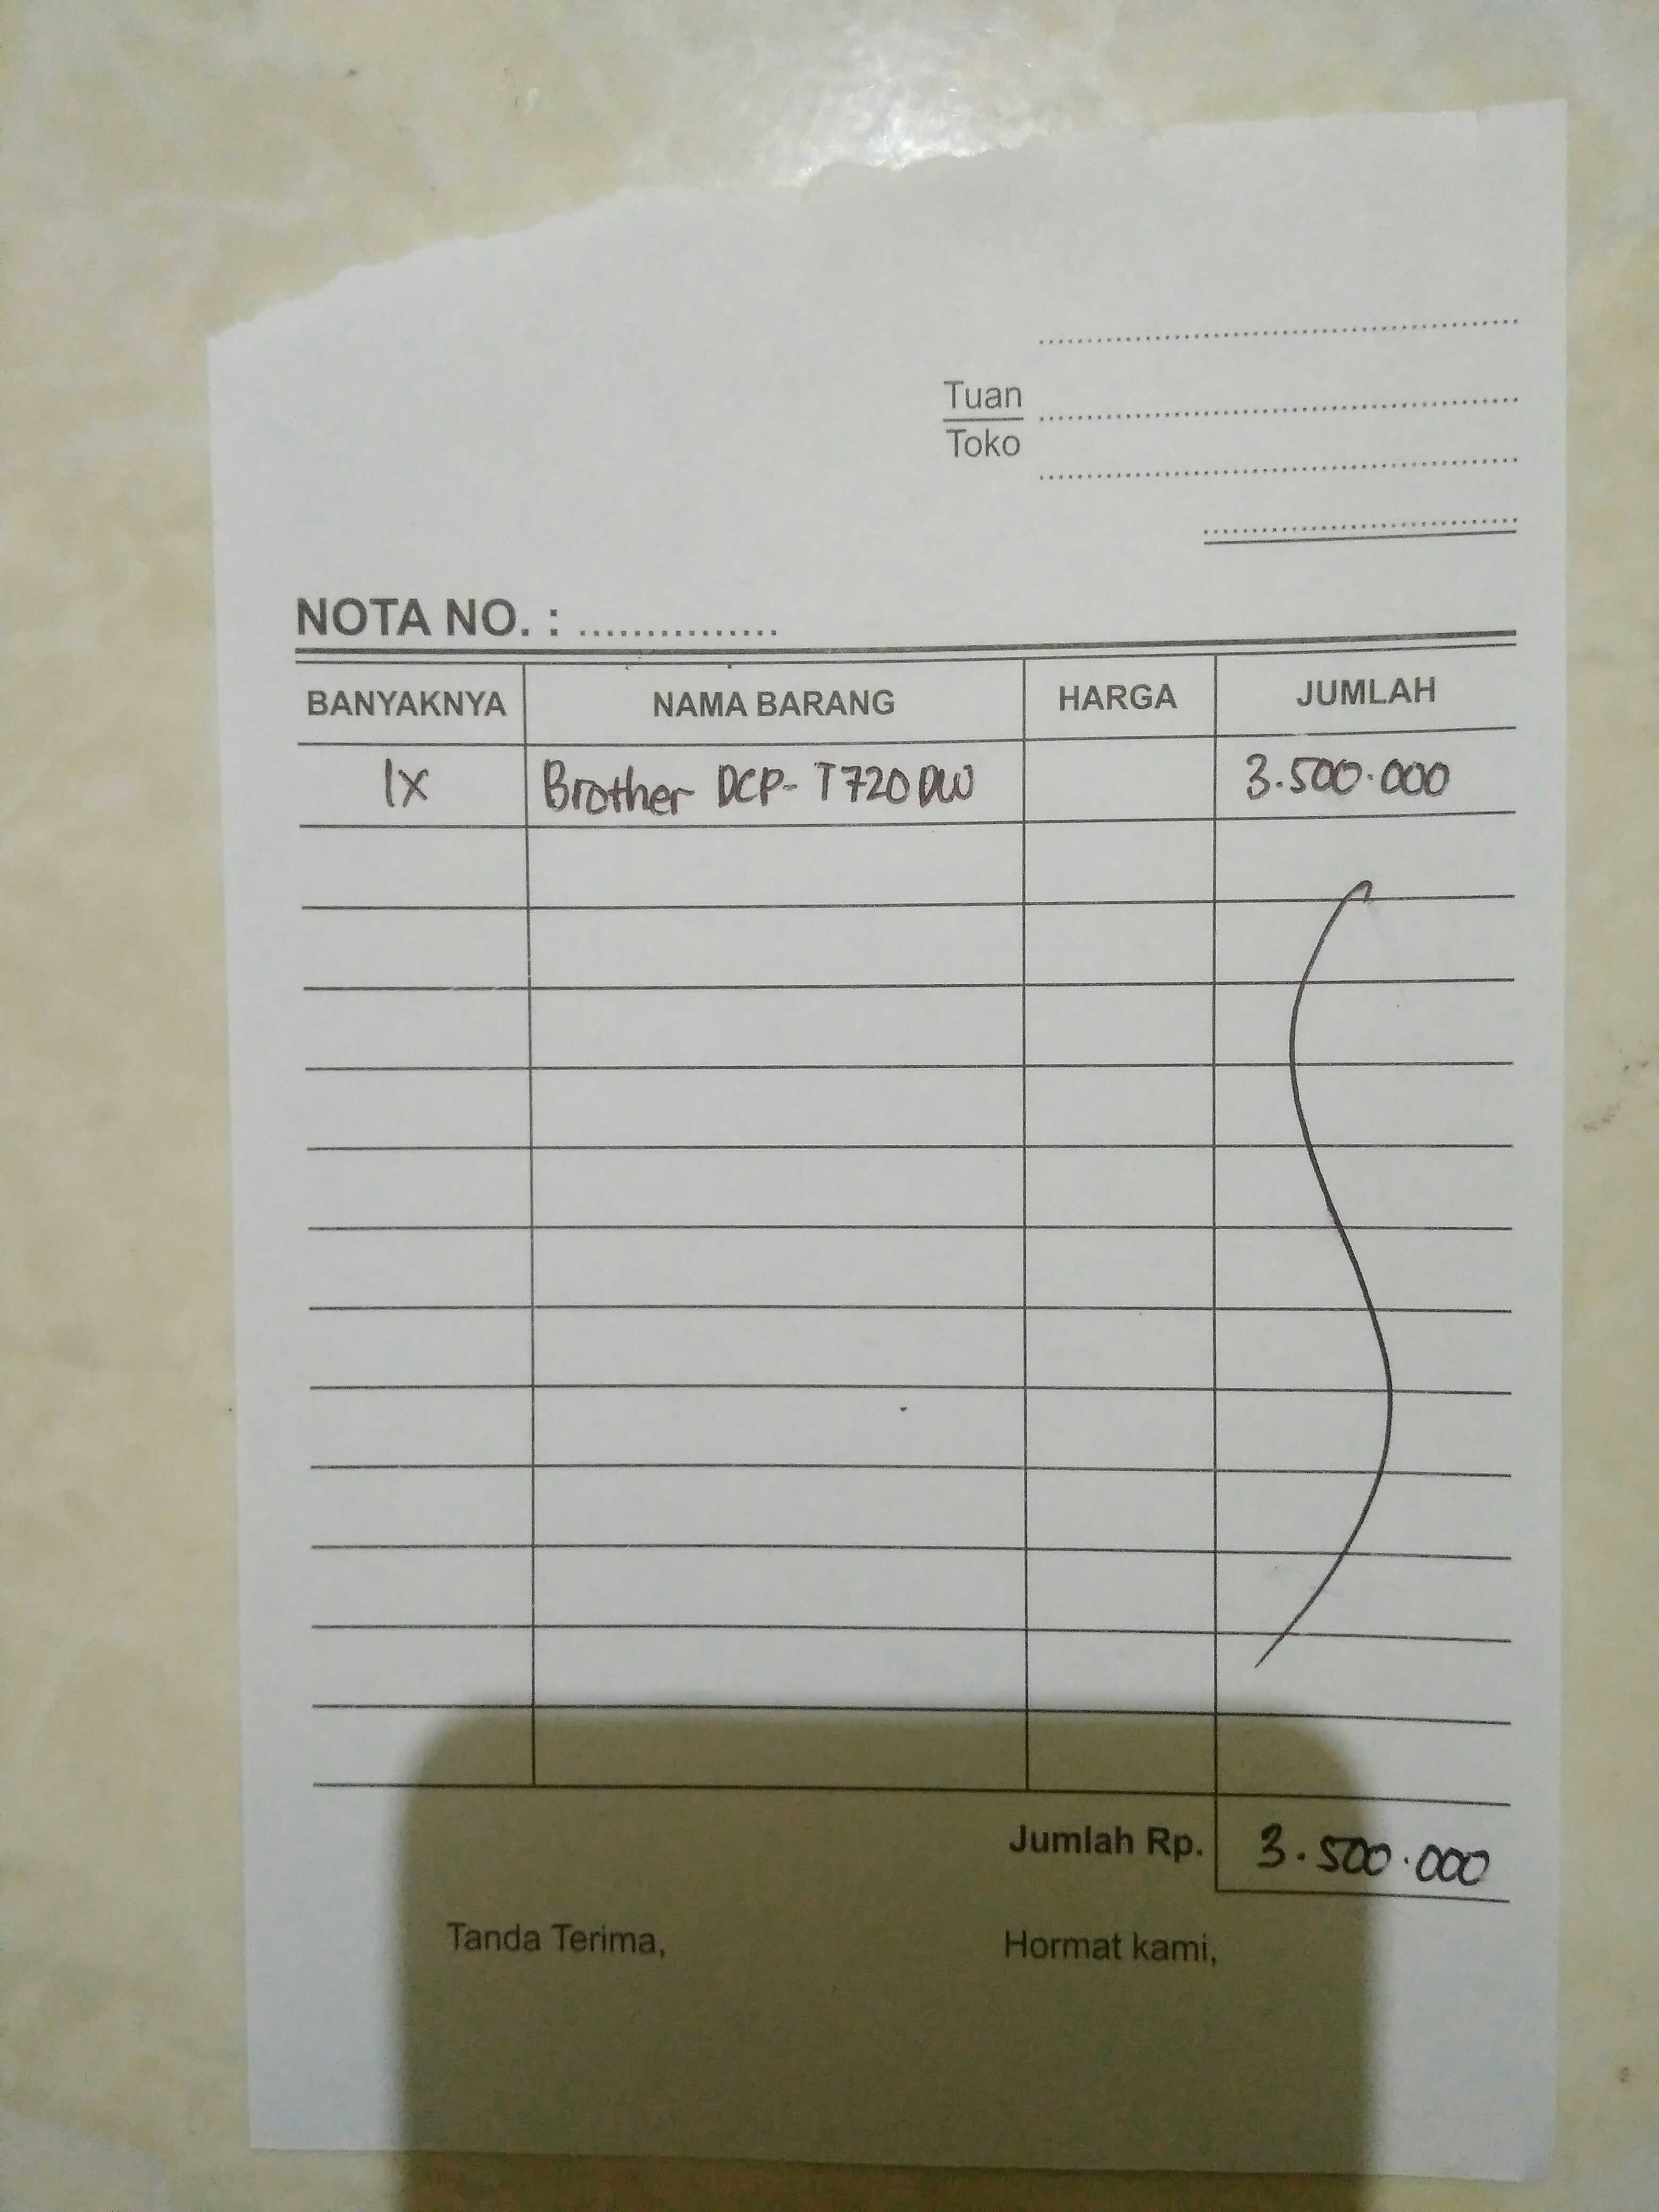 Tuan
Toko
NOTA NO. : ...............
BANYAKNYA NAMA BARANG HARGA JUMLAH
1x Brother DCP-T720DW 3.500.000
Jumlah Rp. 3.500.000
Tanda Terima, Hormat kami,